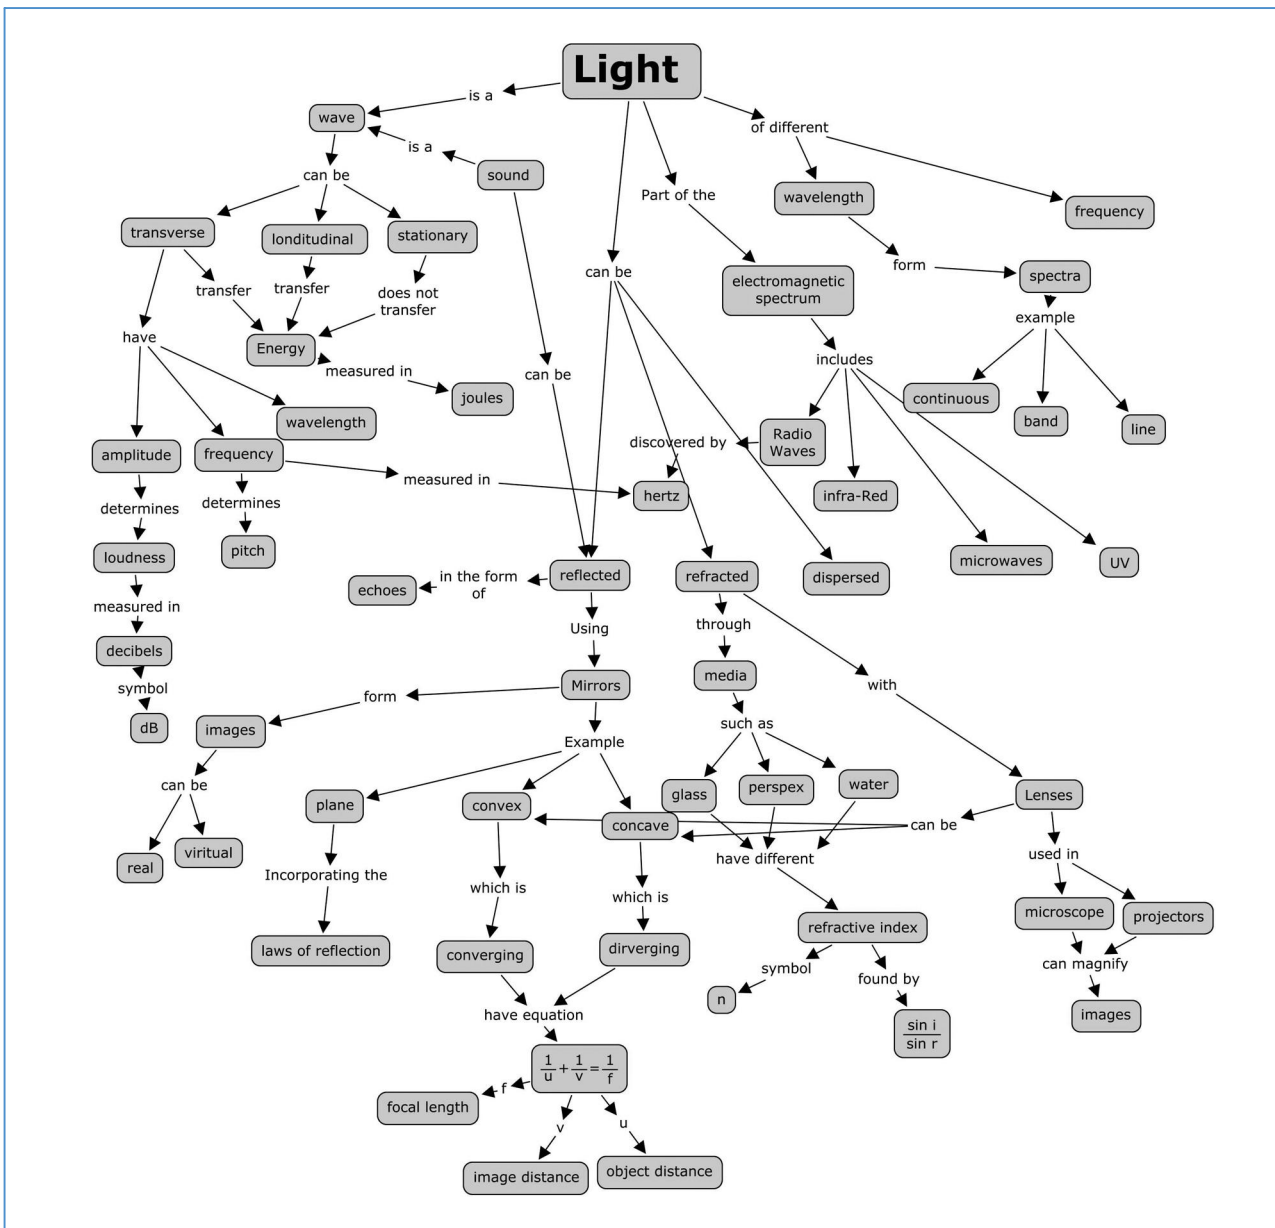 Light
is a
wave
of different
is a
sound
can be
Part of the
wavelength
frequency
transverse
londitudinal
stationary
form
spectra
can be
electromagnetic
spectrum
transfer
transfer
does not
transfer
example
have
Energy
includes
measured in
can be
joules
continuous
wavelength
band
line
discovered by
Radio
Waves
amplitude
frequency
measured in
hertz
infra-Red
determines
determines
loudness
pitch
microwaves
UV
echoes
in the form
of
reflected
refracted
dispersed
measured in
Using
through
decibels
symbol
Mirrors
media
with
form
dB
images
Example
such as
can be
plane
convex
concave
glass
perspex
water
Lenses
can be
real
viritual
Incorporating the
have different
used in
which is
which is
microscope
projectors
laws of reflection
converging
dirverging
refractive index
symbol
found by
can magnify
n
have equation
images
sin i
sin r
1/u + 1/v = 1/f
f
focal length
v
u
image distance
object distance